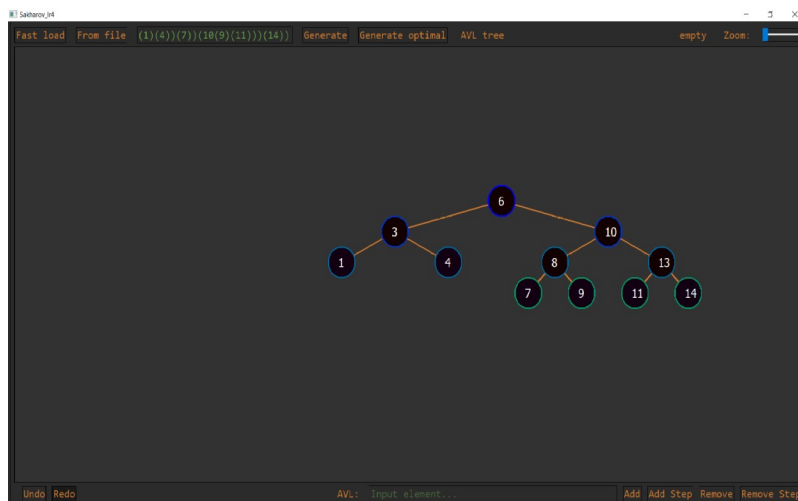 Sakharov_lr4
Fast load From file (1)(4))(7))(10(9)(11)))(14)) Generate Generate optimal AVL tree empty Zoom:
6
3 10
1 4 8 13
7 9 11 14
Undo Redo AVL: Input element... Add Add Step Remove Remove Step